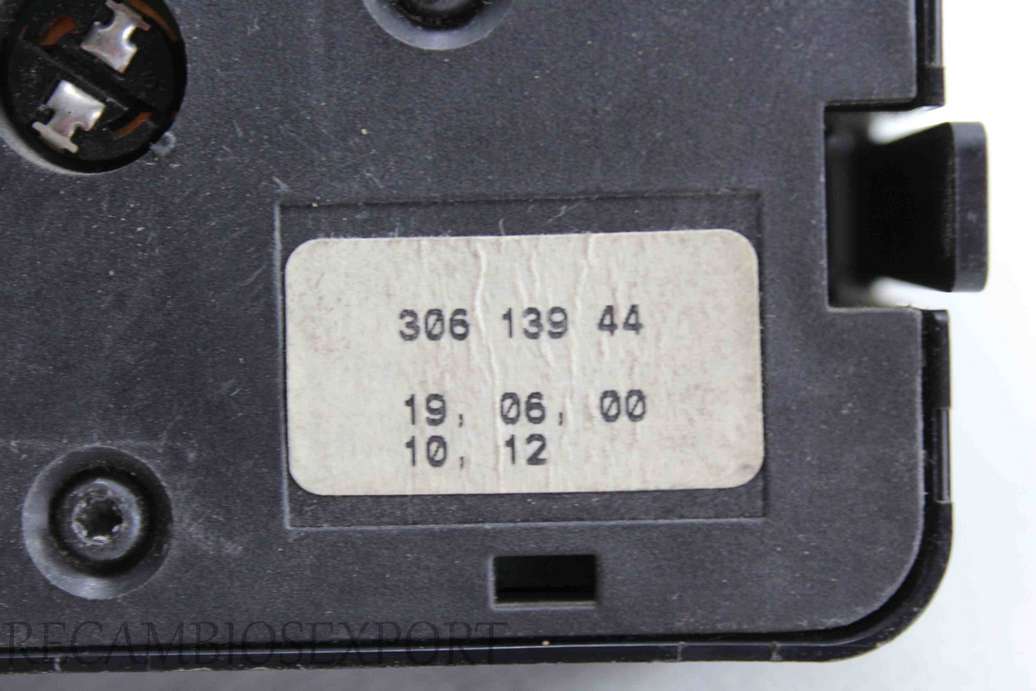 306 139 44
19, 06, 00
10, 12
RECAMBIOSEXPORT